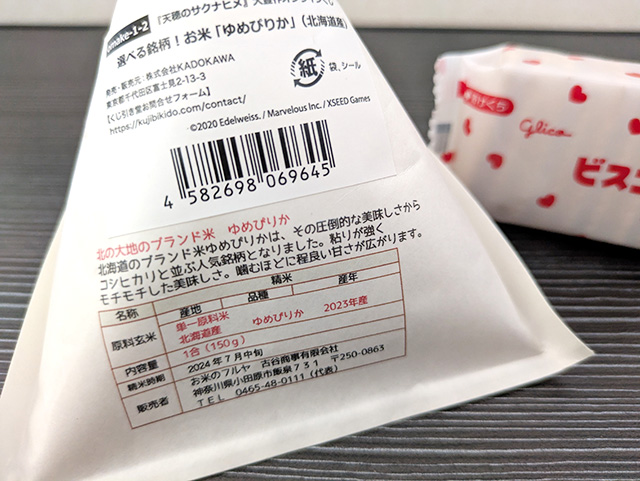 make-1-2 『天穂のサクナヒメ』
選べる銘柄!お米「ゆめぴりか」(北海道産)
発売・販売元:株式会社KADOKAWA
東京都千代田区富士見2-13-3
【くじ引き堂お問合せフォーム】
https://kujibikido.com/contact/
紙 袋、シール
©2020 Edelweiss./ Marvelous Inc./ XSEED Games
4 582698 069645
北の大地のブランド米 ゆめぴりか
北海道のブランド米ゆめぴりかは、その圧倒的な美味しさから
コシヒカリと並ぶ人気銘柄となりました。粘りが強く
モチモチした美味しさ。噛むほどに程良い甘さが広がります。
名称 精米
原料玄米 産地 品種 産年
単一原料米
北海道産 ゆめぴりか 2023年産
内容量 1合(150g)
精米時期 2024年7月中旬
販売者 お米のフルヤ 古谷商事有限会社 〒250-0863
神奈川県小田原市飯泉731
TEL 0465-48-0111(代表)
Glico
ビスコ